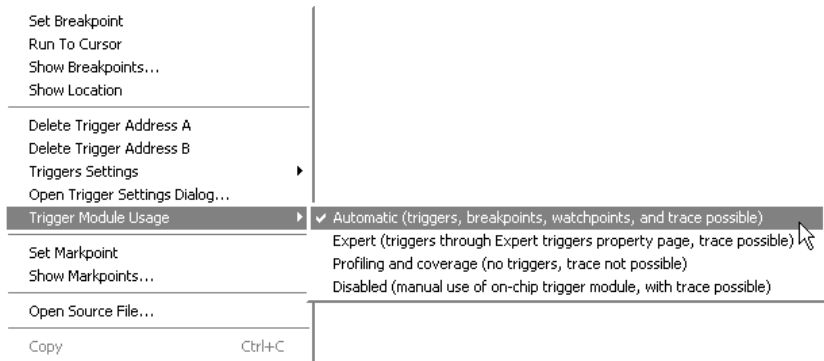 Set Breakpoint
Run To Cursor
Show Breakpoints...
Show Location
Delete Trigger Address A
Delete Trigger Address B
Triggers Settings
Open Trigger Settings Dialog...
Trigger Module Usage
Automatic (triggers, breakpoints, watchpoints, and trace possible)
Expert (triggers through Expert triggers property page, trace possible)
Profiling and coverage (no triggers, trace not possible)
Disabled (manual use of on-chip trigger module, with trace possible)
Set Markpoint
Show Markpoints...
Open Source File...
Copy Ctrl+C